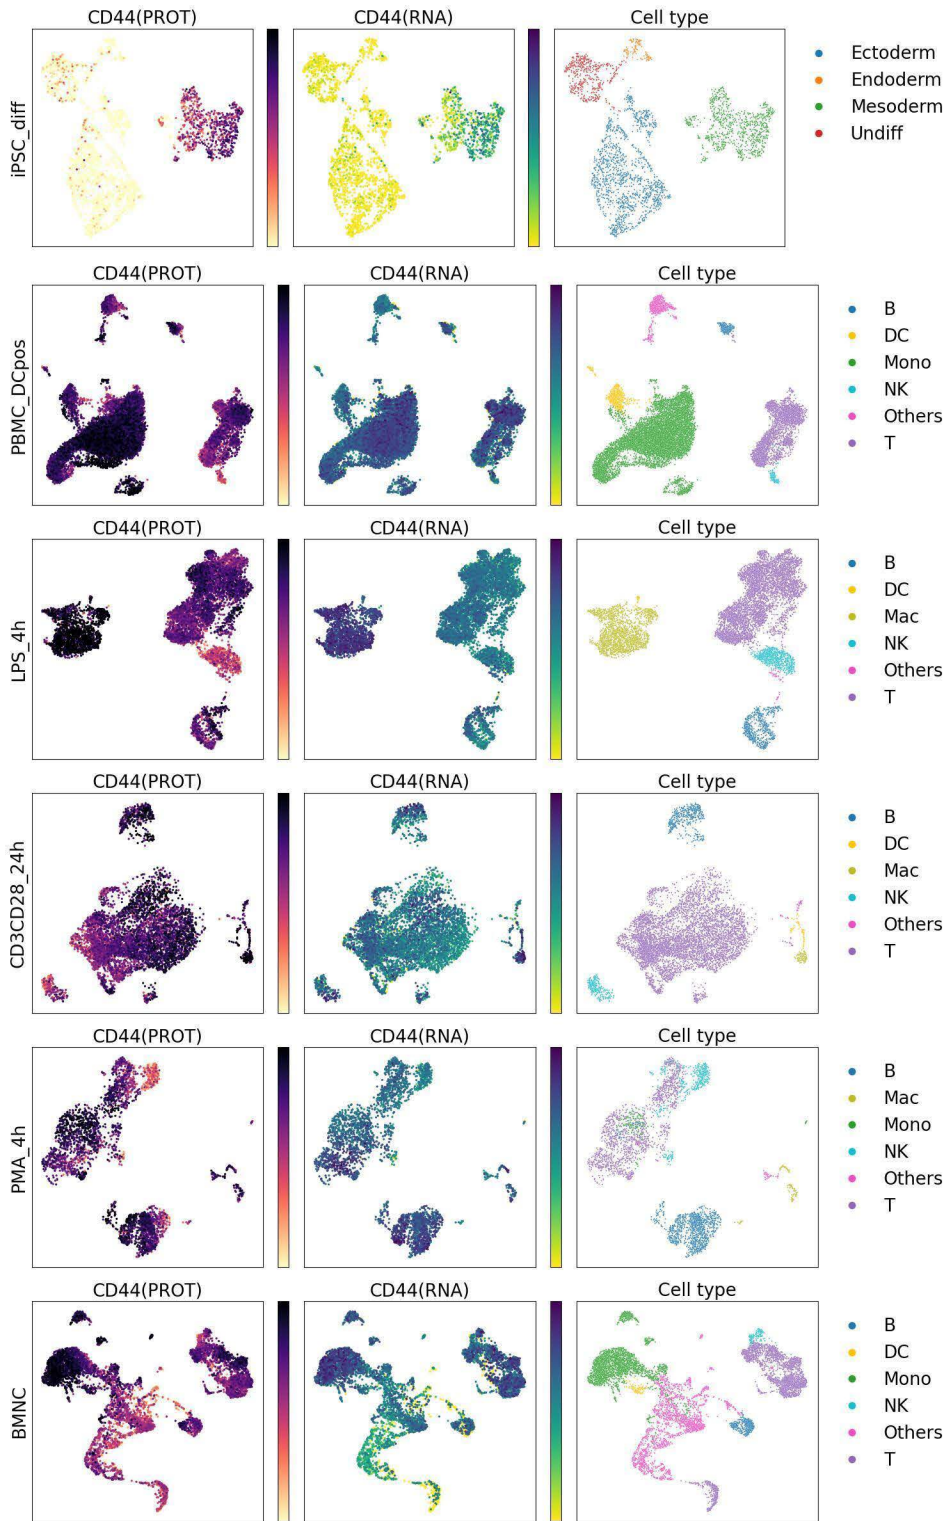 CD44(PROT) CD44(RNA) Cell type
iPSC_diff
Ectoderm
Endoderm
Mesoderm
Undiff
CD44(PROT) CD44(RNA) Cell type
PBMC_DCpos
B
DC
Mono
NK
Others
T
CD44(PROT) CD44(RNA) Cell type
LPS_4h
B
DC
Mac
NK
Others
T
CD44(PROT) CD44(RNA) Cell type
CD3CD28_24h
B
DC
Mac
NK
Others
T
CD44(PROT) CD44(RNA) Cell type
PMA_4h
B
Mac
Mono
NK
Others
T
CD44(PROT) CD44(RNA) Cell type
BMNC
B
DC
Mono
NK
Others
T